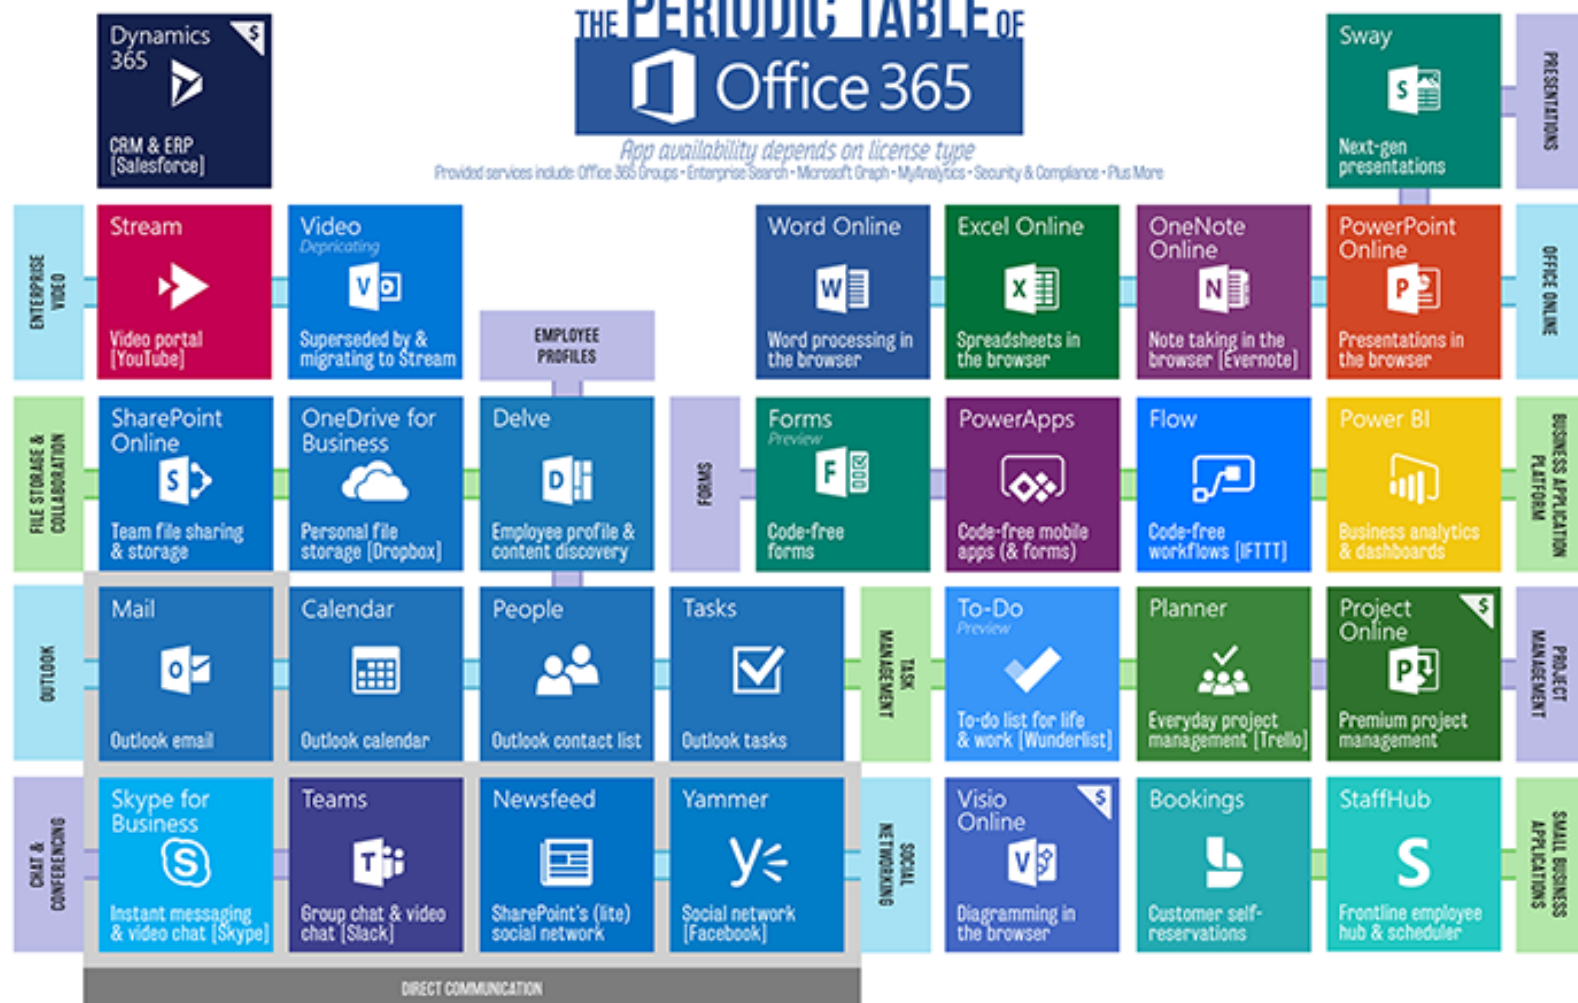 THE PERIODIC TABLE OF
Office 365
App availability depends on license type
Provided services include: Office 365 Groups • Enterprise Search • Microsoft Graph • MyAnalytics • Security & Compliance • Plus More
Dynamics
365
$
CRM & ERP
[Salesforce]
Sway
S
Next-gen
presentations
PRESENTATIONS
ENTERPRISE
VIDEO
Stream
Video portal
[YouTube]
Video
Depricating
V
Superseded by &
migrating to Stream
EMPLOYEE
PROFILES
Word Online
W
Word processing in
the browser
Excel Online
X
Spreadsheets in
the browser
OneNote
Online
N
Note taking in the
browser [Evernote]
PowerPoint
Online
P
Presentations in
the browser
OFFICE ONLINE
FILE STORAGE &
COLLABORATION
SharePoint
Online
S
Team file sharing
& storage
OneDrive for
Business
Personal file
storage [Dropbox]
Delve
D
Employee profile &
content discovery
FORMS
Forms
Preview
F
Code-free
forms
PowerApps
Code-free mobile
apps (& forms)
Flow
Code-free
workflows [IFTTT]
Power BI
Business analytics
& dashboards
BUSINESS APPLICATION
PLATFORM
OUTLOOK
Mail
O
Outlook email
Calendar
Outlook calendar
People
Outlook contact list
Tasks
Outlook tasks
TASK
MANAGEMENT
To-Do
Preview
To-do list for life
& work [Wunderlist]
Planner
Everyday project
management [Trello]
Project
Online
$
P
Premium project
management
PROJECT
MANAGEMENT
CHAT &
CONFERENCING
Skype for
Business
S
Instant messaging
& video chat [Skype]
Teams
T
Group chat & video
chat [Slack]
Newsfeed
SharePoint's (lite)
social network
Yammer
y
Social network
[Facebook]
SOCIAL
NETWORKING
Visio
Online
$
V
Diagramming in
the browser
Bookings
b
Customer self-
reservations
StaffHub
S
Frontline employee
hub & scheduler
SMALL BUSINESS
APPLICATIONS
DIRECT COMMUNICATION